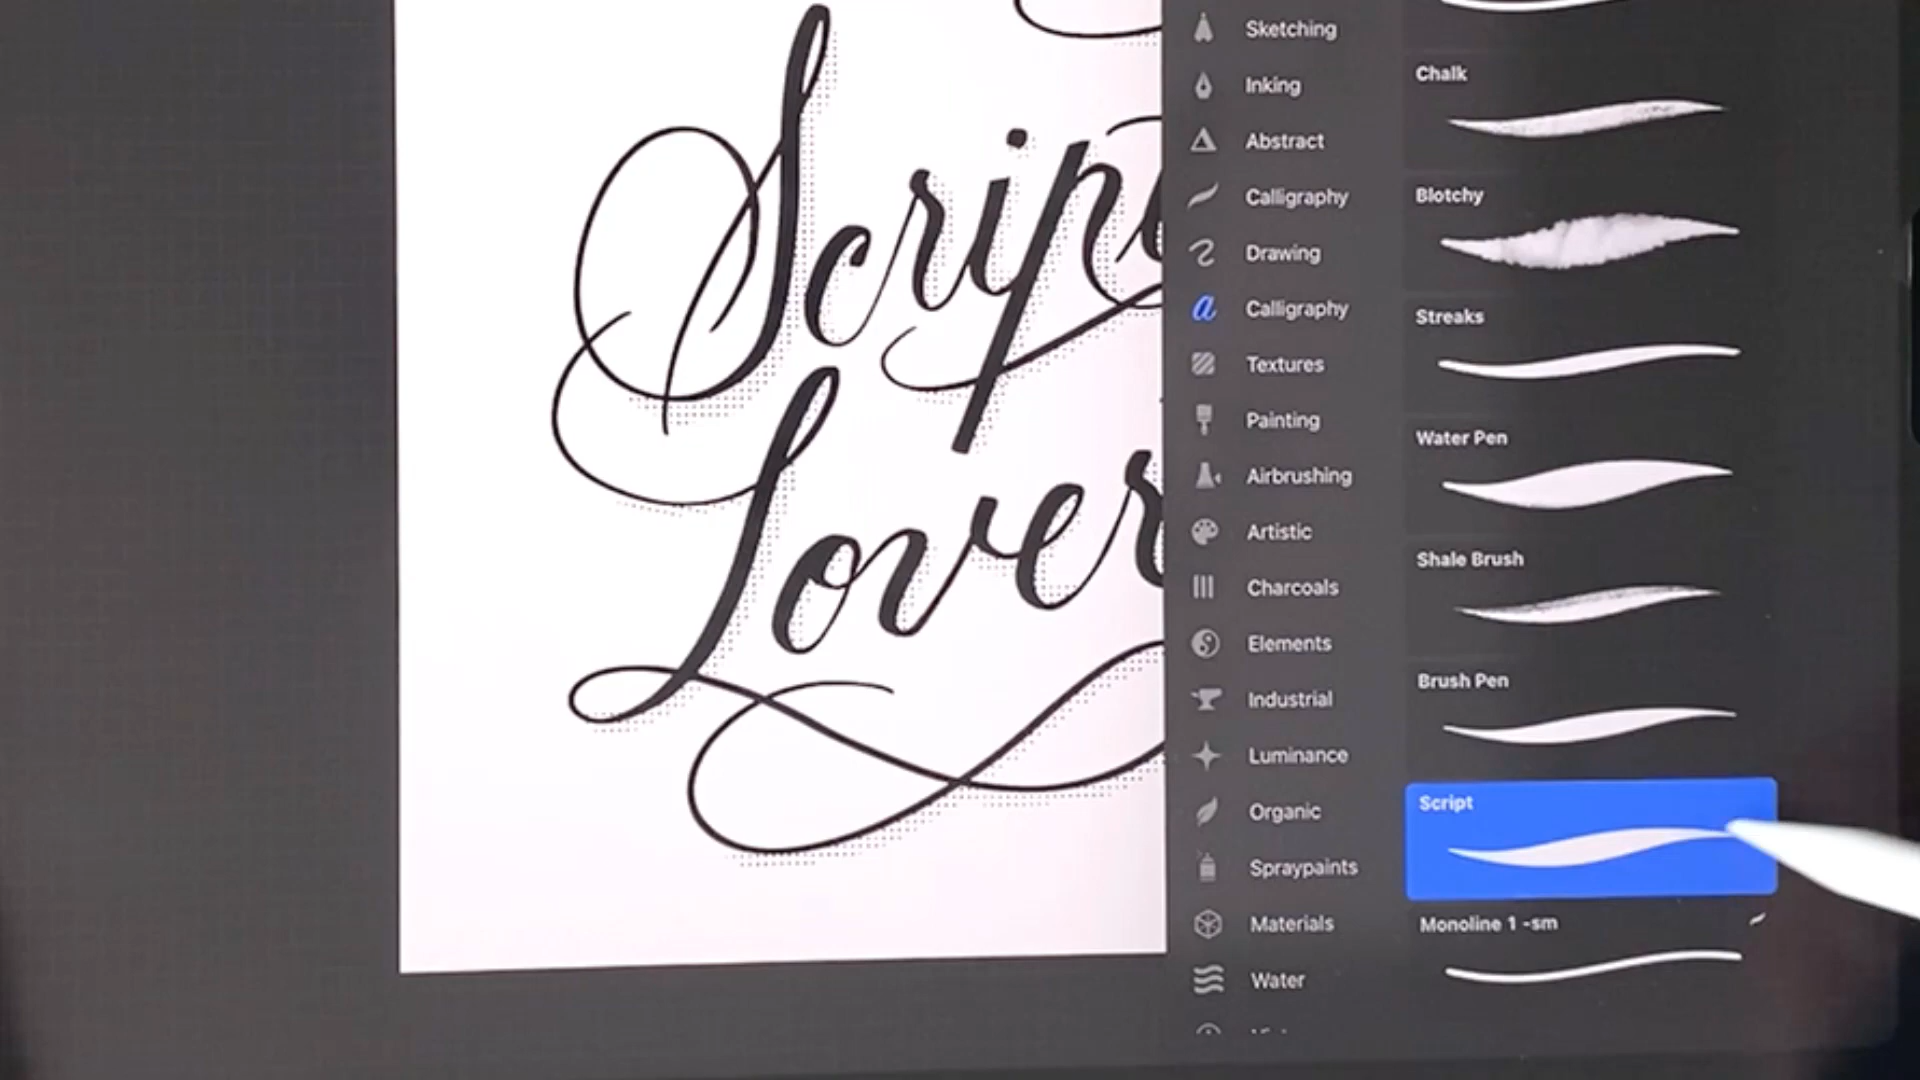 Script
Lover
Sketching
Inking
Abstract
Calligraphy
Drawing
Calligraphy
Textures
Painting
Airbrushing
Artistic
Charcoals
Elements
Industrial
Luminance
Organic
Spraypaints
Materials
Water
Chalk
Blotchy
Streaks
Water Pen
Shale Brush
Brush Pen
Script
Monoline 1 -sm